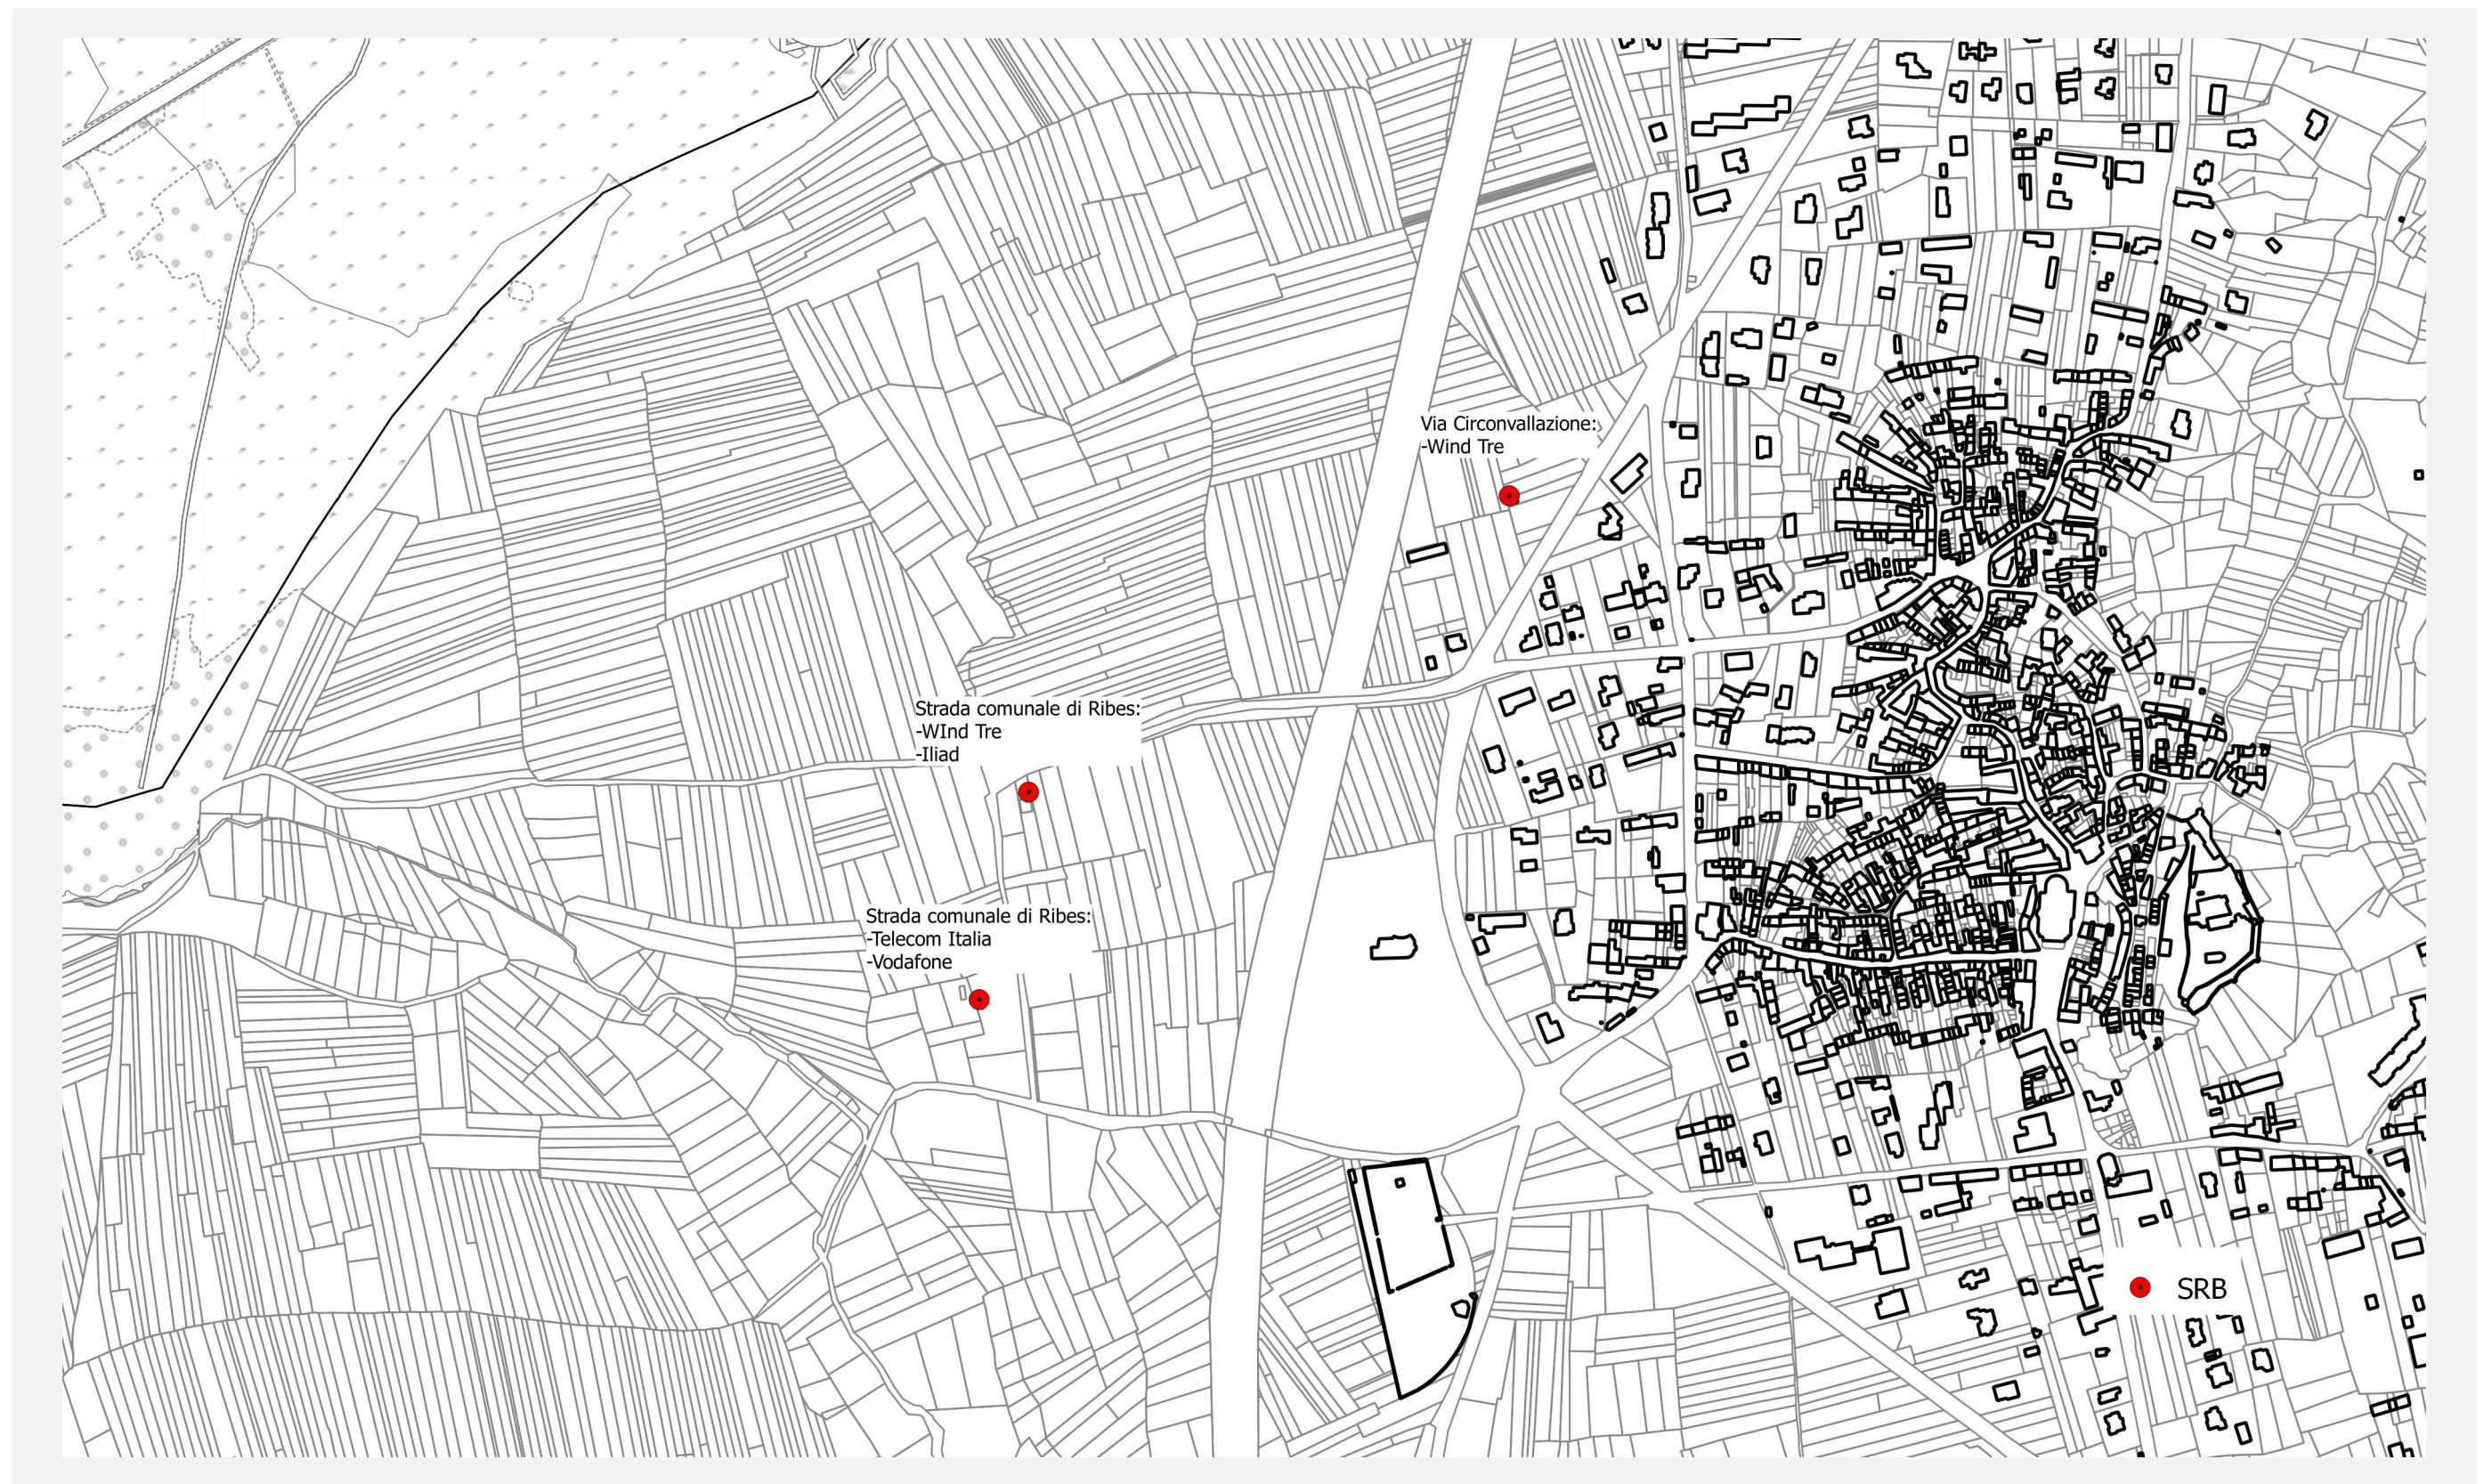 Via Circonvallazione:
-Wind Tre
Strada comunale di Ribes:
-WInd Tre
-Iliad
Strada comunale di Ribes:
-Telecom Italia
-Vodafone
SRB